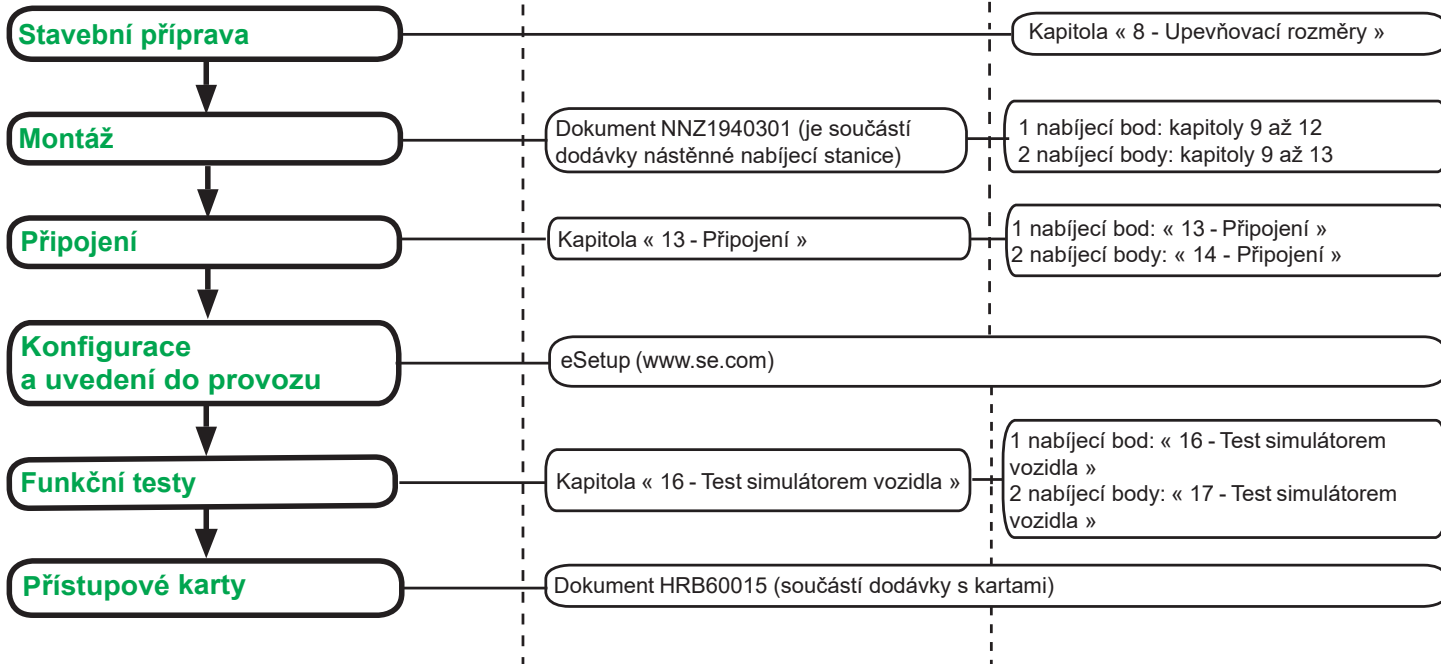 Stavební příprava
Kapitola « 8 - Upevňovací rozměry »
Montáž
Dokument NNZ1940301 (je součástí
dodávky nástěnné nabíjecí stanice)
1 nabíjecí bod: kapitoly 9 až 12
2 nabíjecí body: kapitoly 9 až 13
Připojení
Kapitola « 13 - Připojení »
1 nabíjecí bod: « 13 - Připojení »
2 nabíjecí body: « 14 - Připojení »
Konfigurace
a uvedení do provozu
eSetup (www.se.com)
Funkční testy
Kapitola « 16 - Test simulátorem vozidla »
1 nabíjecí bod: « 16 - Test simulátorem
vozidla »
2 nabíjecí body: « 17 - Test simulátorem
vozidla »
Přístupové karty
Dokument HRB60015 (součástí dodávky s kartami)